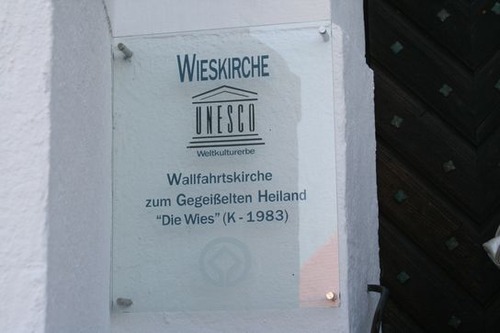 WIESKIRCHE
UNESCO
Weltkulturerbe
Wallfahrtskirche
zum Gegeißelten Heiland
"Die Wies" (K - 1983)